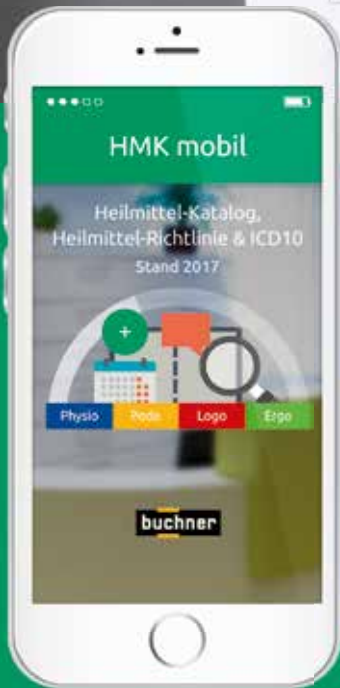 HMK mobil
Heilmittel-Katalog,
Heilmittel-Richtlinie & ICD10
Stand 2017
+
Physio Podo Logo Ergo
buchner